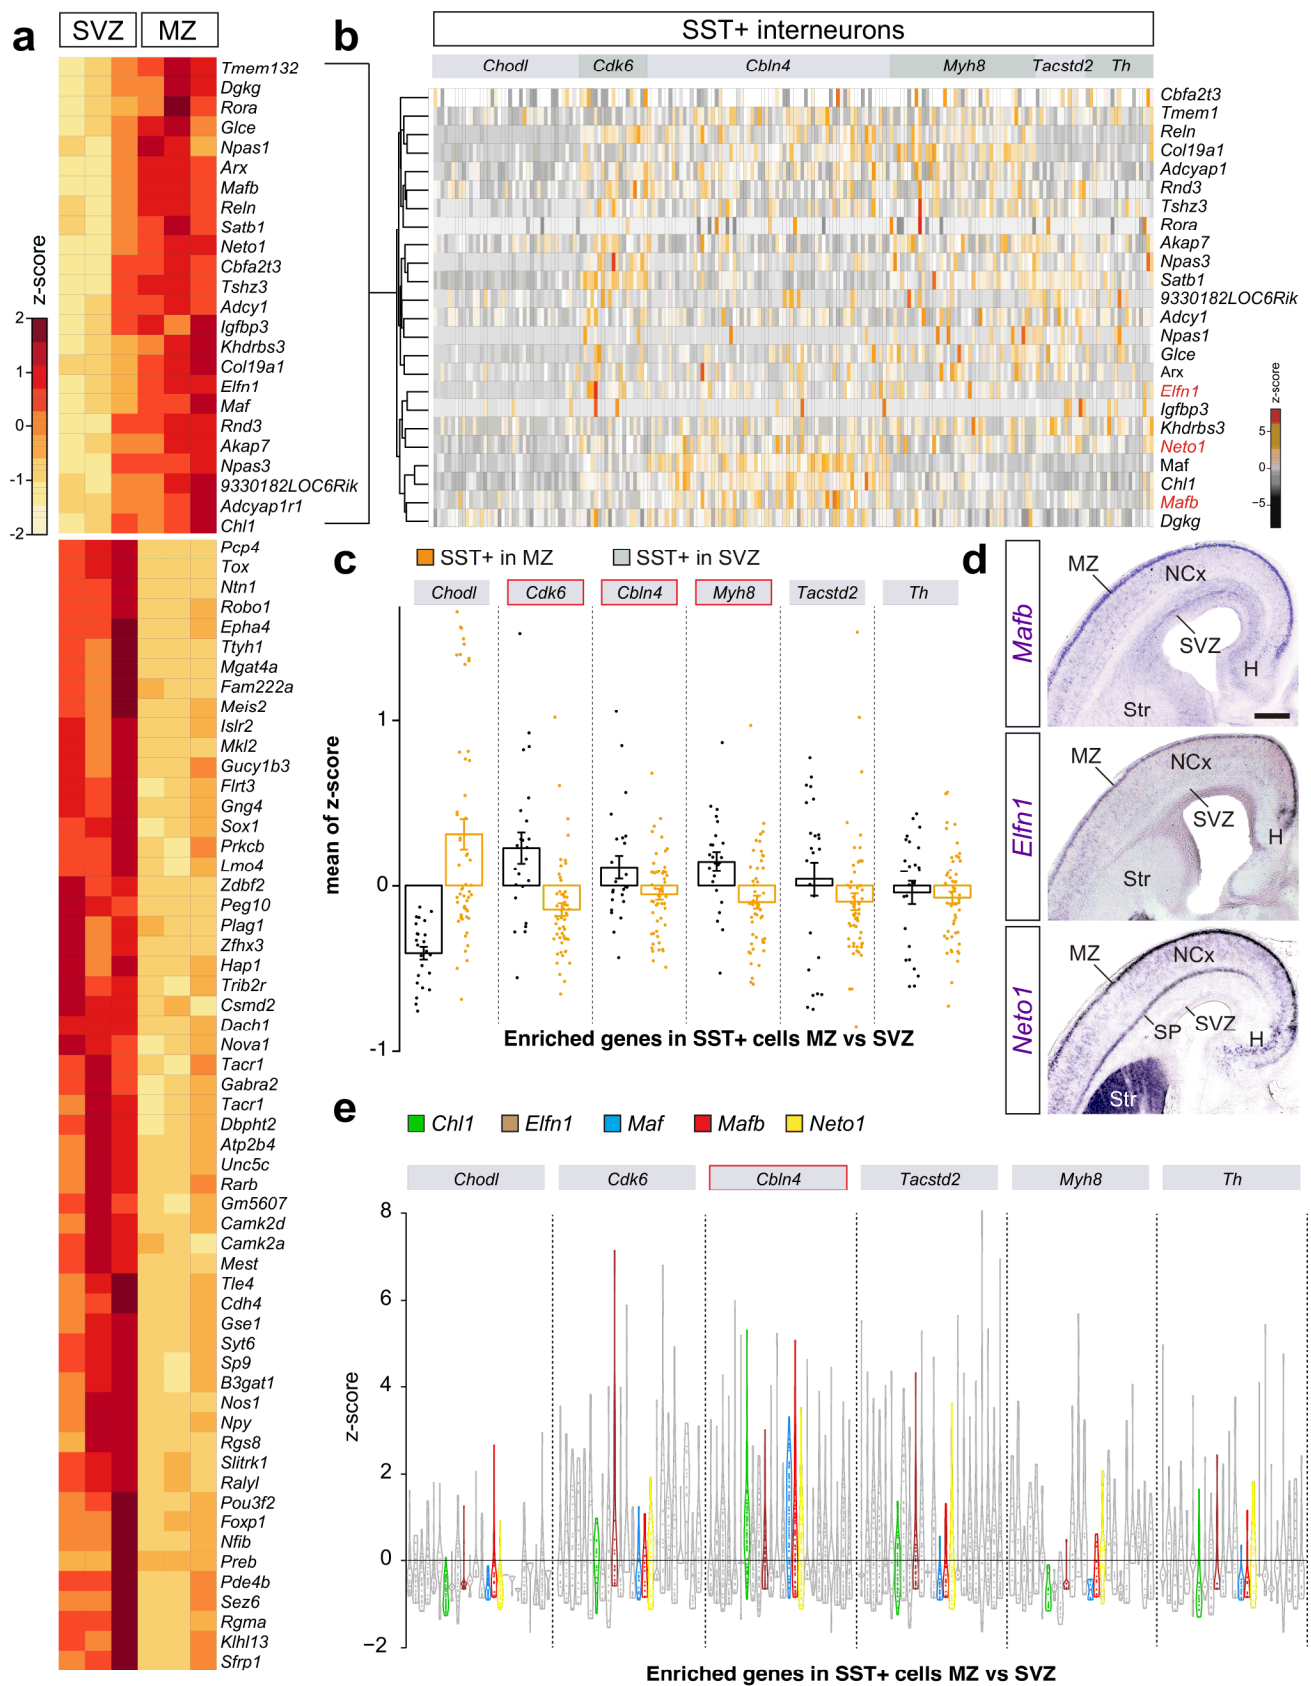 a
SVZ
MZ
Tmem132
Dgkg
Rora
Glce
Npas1
Arx
Mafb
Reln
Satb1
Neto1
Cbfa2t3
Tshz3
Adcy1
Igfbp3
Khdrbs3
Col19a1
Elfn1
Maf
Rnd3
Akap7
Npas3
9330182LOC6Rik
Adcyap1r1
Chl1
z-score
2
1
0
-1
-2
Pcp4
Tox
Ntn1
Robo1
Epha4
Ttyh1
Mgat4a
Fam222a
Meis2
Islr2
Mkl2
Gucy1b3
Flrt3
Gng4
Sox1
Prkcb
Lmo4
Zdbf2
Peg10
Plag1
Zfhx3
Hap1
Trib2r
Csmd2
Dach1
Nova1
Tacr1
Gabra2
Tacr1
Dbpht2
Atp2b4
Unc5c
Rarb
Gm5607
Camk2d
Camk2a
Mest
Tle4
Cdh4
Gse1
Syt6
Sp9
B3gat1
Nos1
Npy
Rgs8
Slitrk1
Ralyl
Pou3f2
Foxp1
Nfib
Preb
Pde4b
Sez6
Rgma
Klhl13
Sfrp1
b
SST+ interneurons
Chodl Cdk6 Cbln4 Myh8 Tacstd2 Th
Cbfa2t3
Tmem1
Reln
Col19a1
Adcyap1
Rnd3
Tshz3
Rora
Akap7
Npas3
Satb1
9330182LOC6Rik
Adcy1
Npas1
Glce
Arx
Elfn1
Igfbp3
Khdrbs3
Neto1
Maf
Chl1
Mafb
Dgkg
z-score
5
0
−5
c
SST+ in MZ
SST+ in SVZ
Chodl Cdk6 Cbln4 Myh8 Tacstd2 Th
mean of z-score
1
0
-1
Enriched genes in SST+ cells MZ vs SVZ
d
Mafb
MZ
NCx
SVZ
H
Str
Elfn1
MZ
NCx
SVZ
H
Str
Neto1
MZ
NCx
SP
SVZ
H
Str
e
Chl1 Elfn1 Maf Mafb Neto1
Chodl Cdk6 Cbln4 Tacstd2 Myh8 Th
z-score
8
6
4
2
0
−2
Enriched genes in SST+ cells MZ vs SVZ